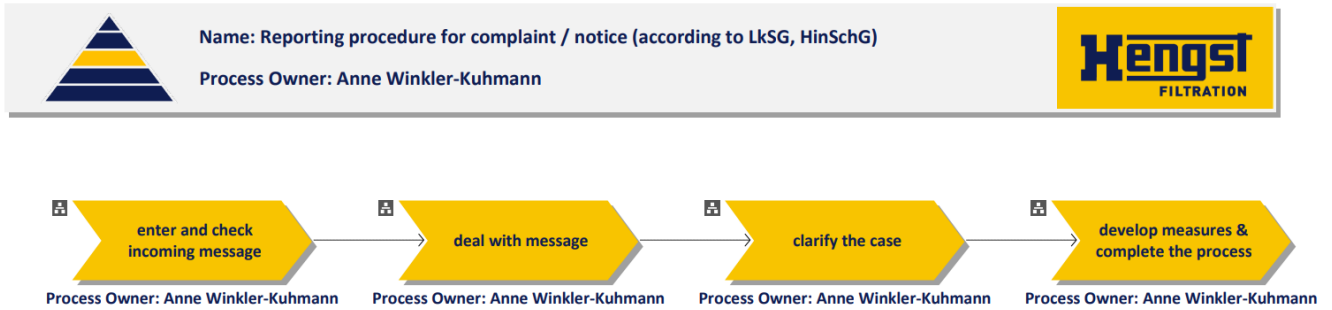 Name: Reporting procedure for complaint / notice (according to LkSG, HinSchG)
Process Owner: Anne Winkler-Kuhmann
Hengst
FILTRATION
enter and check
incoming message
deal with message
clarify the case
develop measures &
complete the process
Process Owner: Anne Winkler-Kuhmann
Process Owner: Anne Winkler-Kuhmann
Process Owner: Anne Winkler-Kuhmann
Process Owner: Anne Winkler-Kuhmann